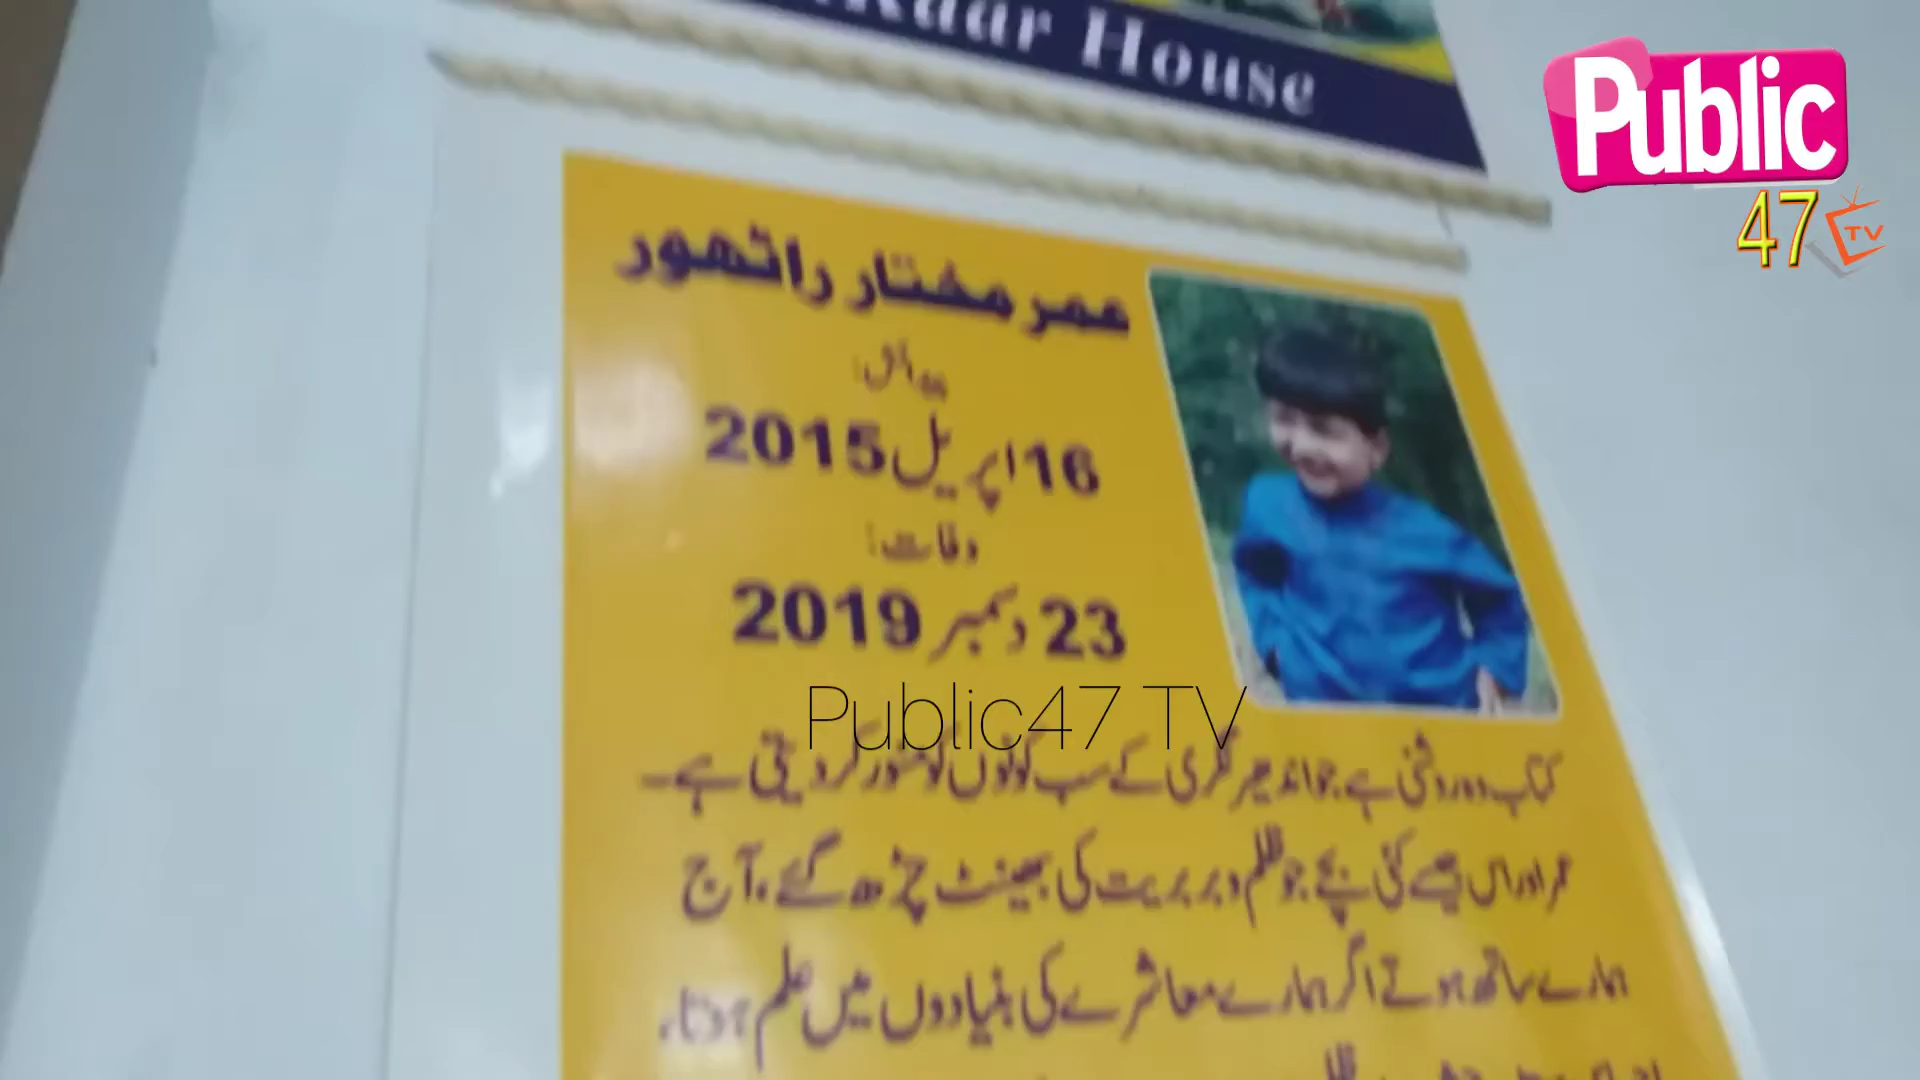 House
Public
47 TV
عمر مختار راٹھور
پیدائش:
16 اپریل 2015
وفات:
23 دسمبر 2019
Public47 TV
کتاب وہ روشنی ہے جو اندھیر نگری کے سب کونوں کو منور کر دیتی ہے۔
عمر اور اس جیسے کئی بچے جو ظلم و بربریت کی بھینٹ چڑھ گئے، آج
ہمارے ساتھ ہوتے اگر ہمارے معاشرے کی بنیادوں میں علم ہوتا،